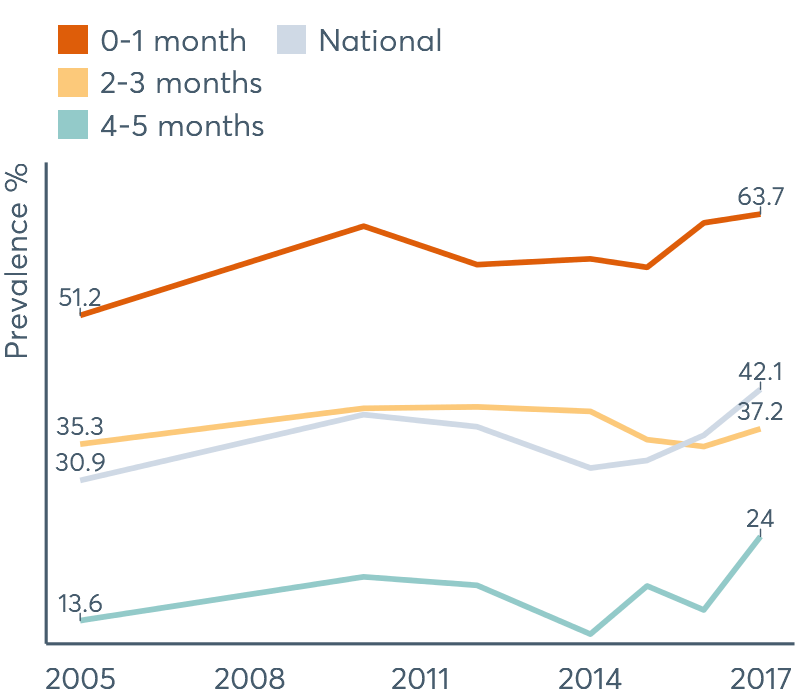 0-1 month
National
2-3 months
4-5 months
Prevalence %
63.7
51.2
42.1
37.2
35.3
30.9
24
13.6
2005
2008
2011
2014
2017